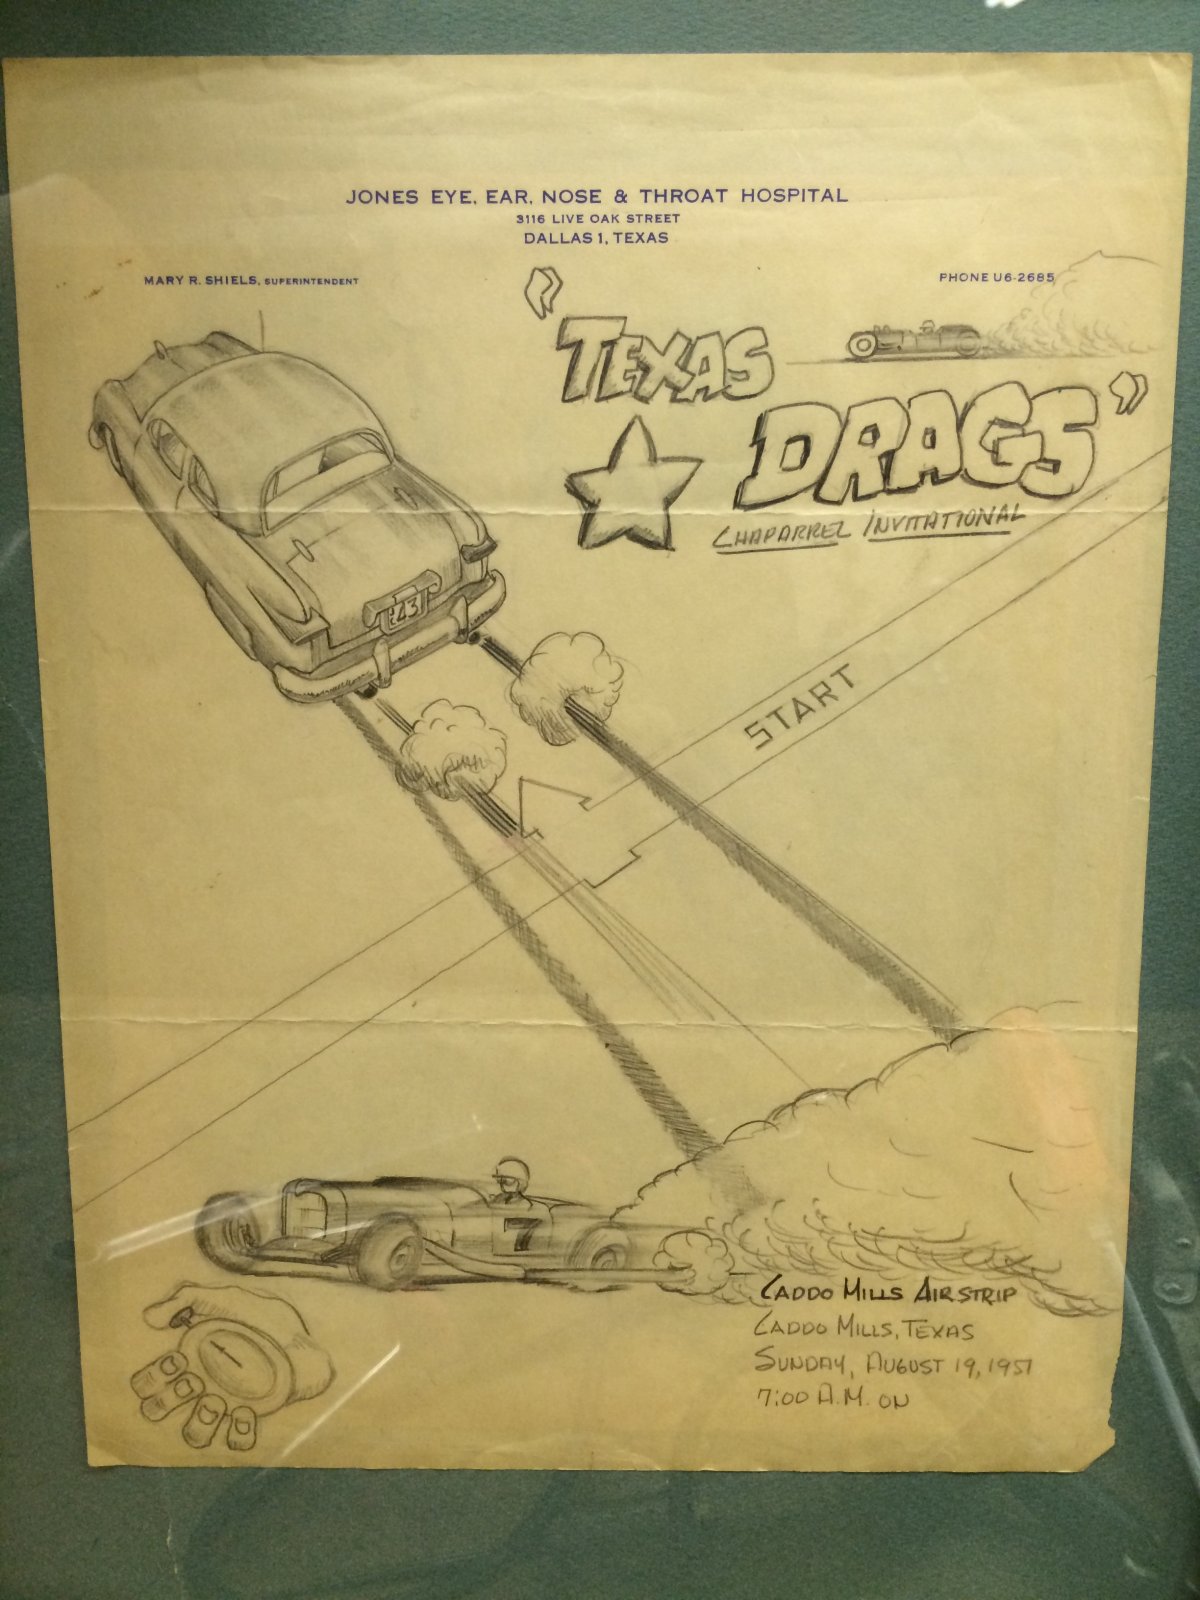 JONES EYE, EAR, NOSE & THROAT HOSPITAL
3116 LIVE OAK STREET
DALLAS 1, TEXAS
MARY R. SHIELS, SUPERINTENDENT
PHONE U6-2685
"TEXAS
DRAGS"
CHAPARREL INVITATIONAL
43
START
7
CADDO MILLS AIRSTRIP
CADDO MILLS, TEXAS
SUNDAY, AUGUST 19, 1951
7:00 A.M. ON